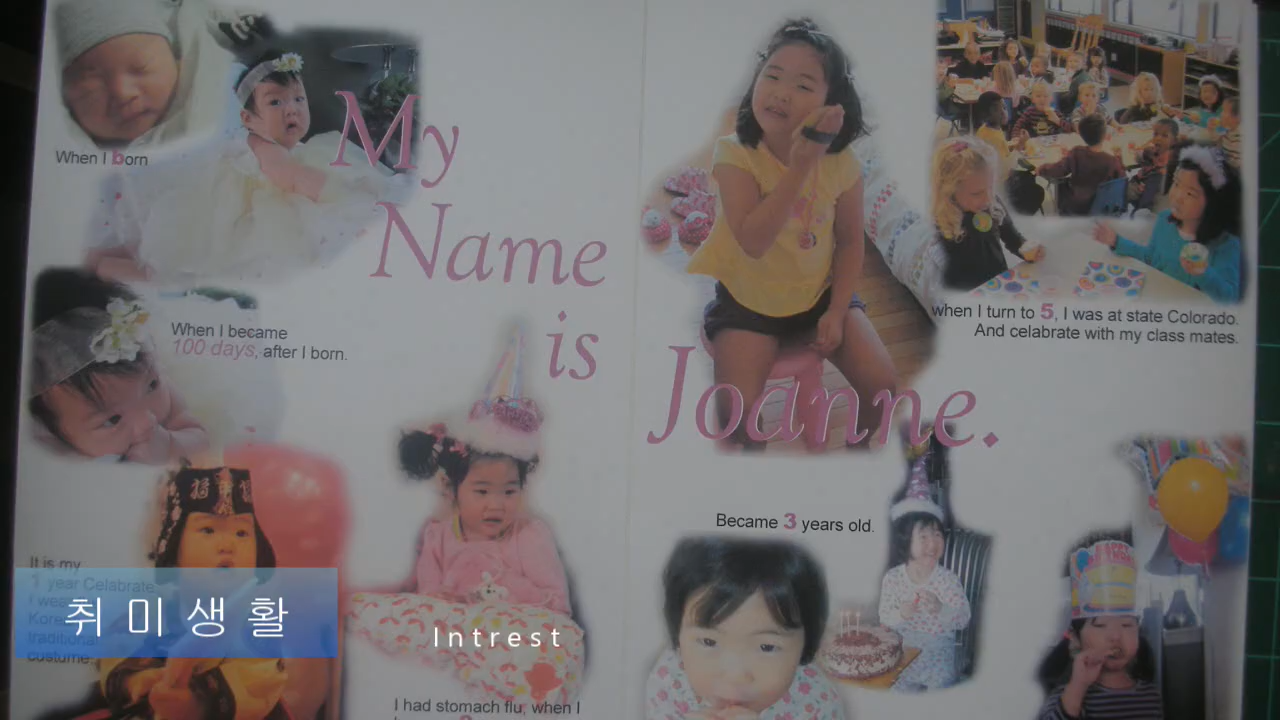 When I born
My
Name
is
Joanne.
When I became
100 days, after I born.
when I turn to 5, I was at state Colorado.
And celabrate with my class mates.
Became 3 years old.
It is my
1 year Celabrate
I wea
Korea
traditional
custume.
취미생활
Intrest
I had stomach flu, when I